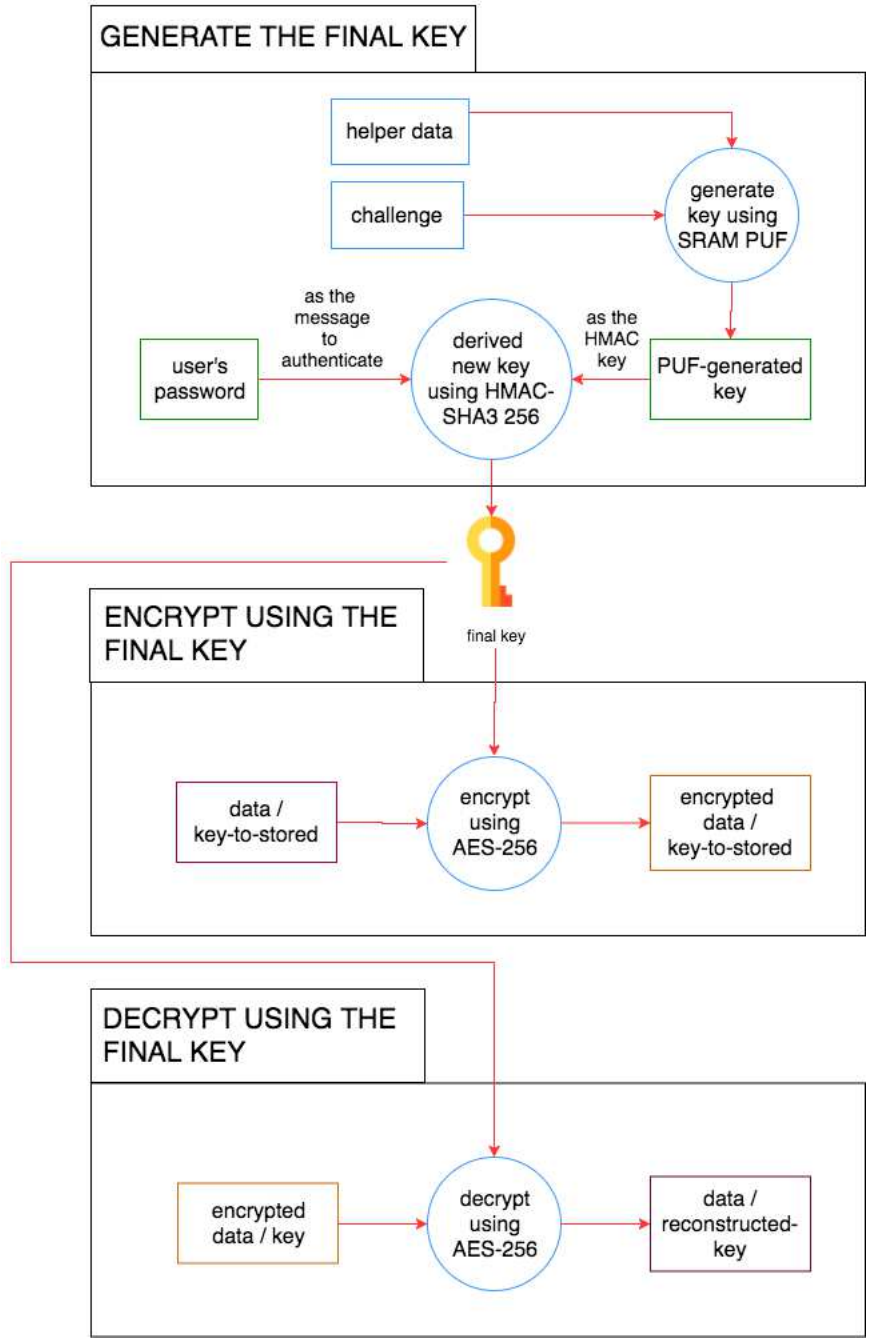 GENERATE THE FINAL KEY
helper data
challenge
generate
key using
SRAM PUF
as the
message
to
authenticate
user's
password
derived
new key
using HMAC-
SHA3 256
as the
HMAC
key
PUF-generated
key
final key
ENCRYPT USING THE
FINAL KEY
data /
key-to-stored
encrypt
using
AES-256
encrypted
data /
key-to-stored
DECRYPT USING THE
FINAL KEY
encrypted
data / key
decrypt
using
AES-256
data /
reconstructed-
key